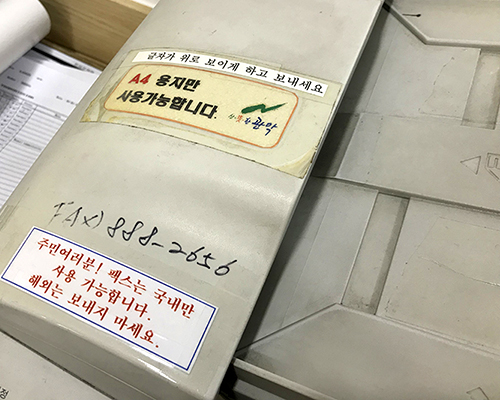 글자가 위로 보이게 하고 보내세요
A4 용지만
사용가능합니다.
관악
FAX) 888-2656
주민여러분! 팩스는 국내만
사용 가능합니다.
해외는 보내지 마세요.